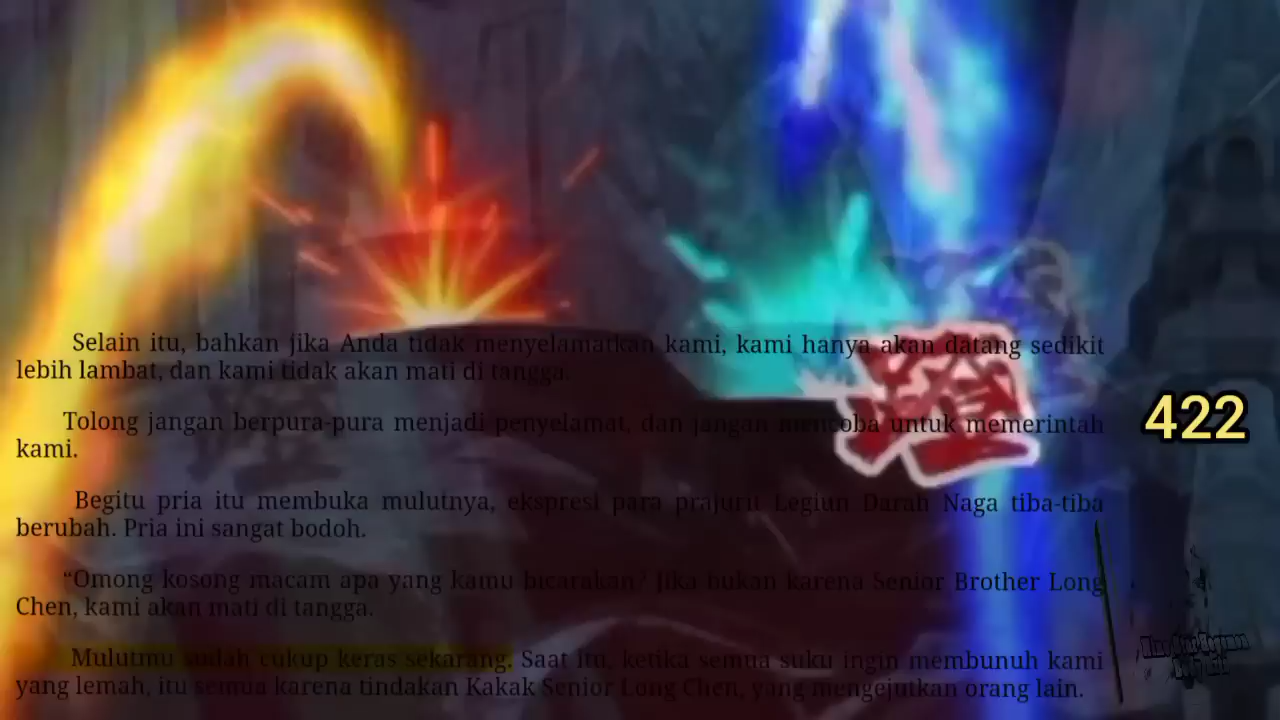 Selain itu, bahkan jika Anda tidak menyelamatkan kami, kami hanya akan datang sedikit
lebih lambat, dan kami tidak akan mati di tangga.
Tolong jangan berpura-pura menjadi penyelamat, dan jangan mencoba untuk memerintah
kami.
422
Begitu pria itu membuka mulutnya, ekspresi para prajurit Legiun Darah Naga tiba-tiba
berubah. Pria ini sangat bodoh.
“Omong kosong macam apa yang kamu bicarakan? Jika bukan karena Senior Brother Long
Chen, kami akan mati di tangga.
Mulutmu sudah cukup keras sekarang. Saat itu, ketika semua suku ingin membunuh kami
yang lemah, itu semua karena tindakan Kakak Senior Long Chen, yang mengejutkan orang lain.